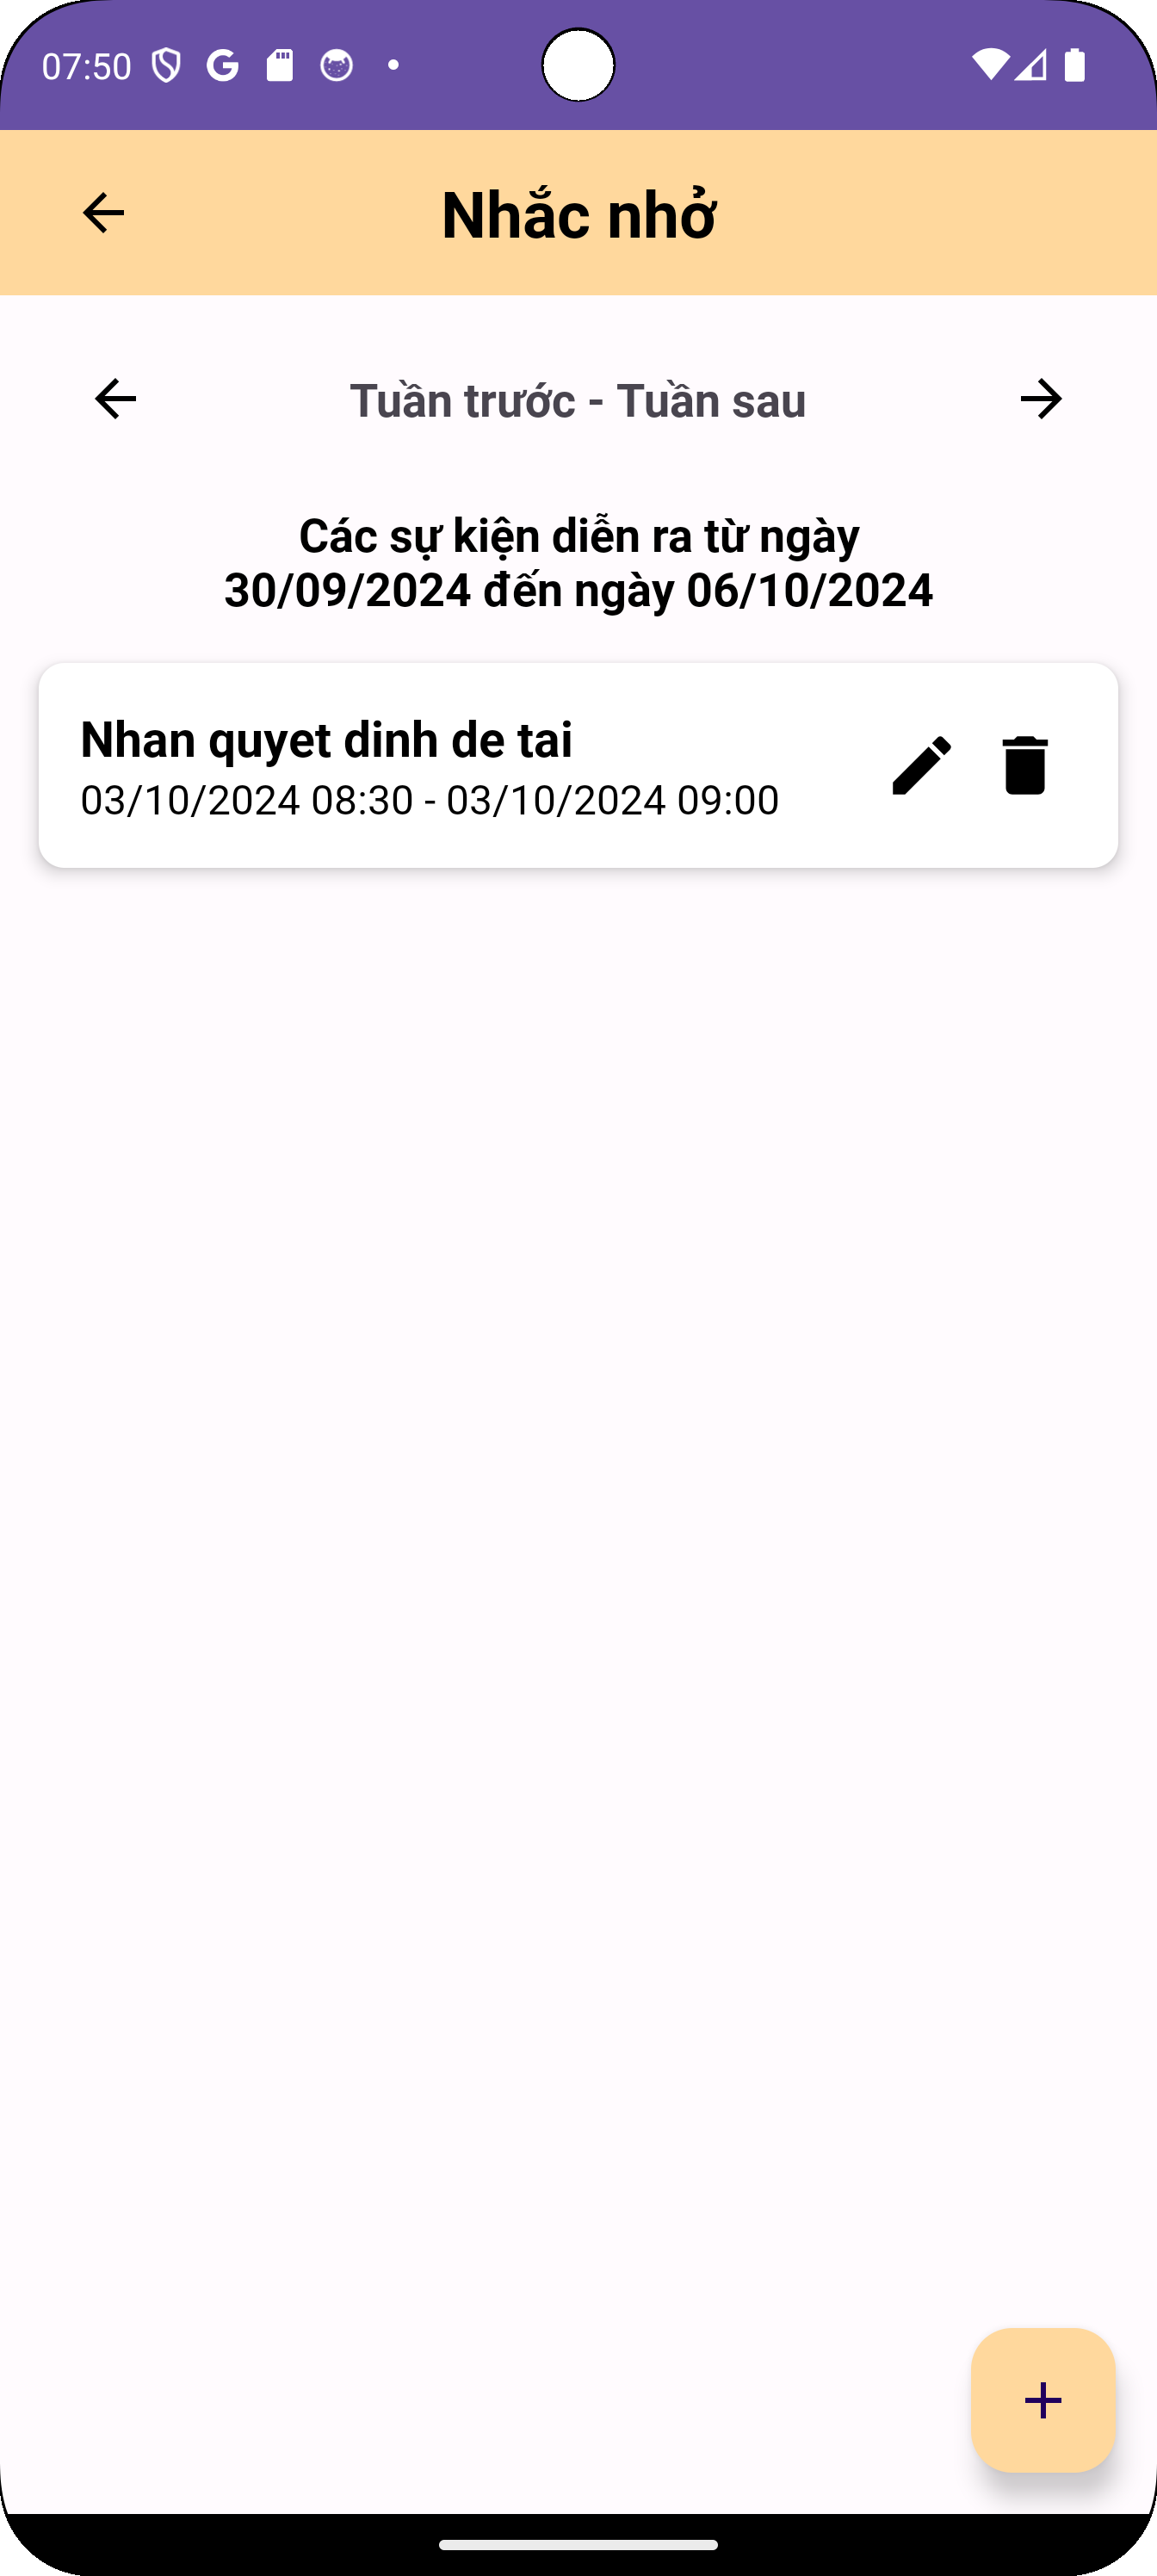 07:50
Nhắc nhở
Tuần trước - Tuần sau
Các sự kiện diễn ra từ ngày
30/09/2024 đến ngày 06/10/2024
Nhan quyet dinh de tai
03/10/2024 08:30 - 03/10/2024 09:00